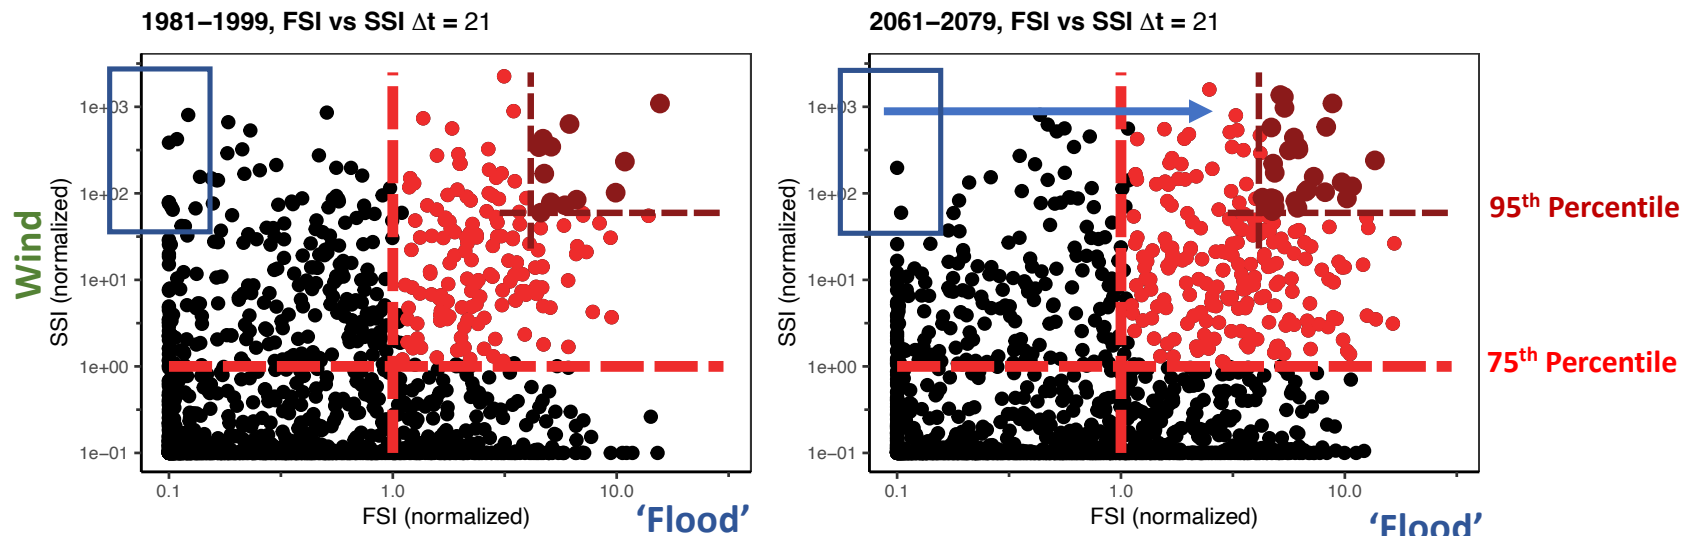 1981–1999, FSI vs SSI Δt = 21
2061–2079, FSI vs SSI Δt = 21
Wind
SSI (normalized)
1e+03
1e+02
1e+01
1e+00
1e−01
0.1
1.0
10.0
FSI (normalized)
'Flood'
SSI (normalized)
1e+03
1e+02
1e+01
1e+00
1e−01
0.1
1.0
10.0
FSI (normalized)
'Flood'
95th Percentile
75th Percentile